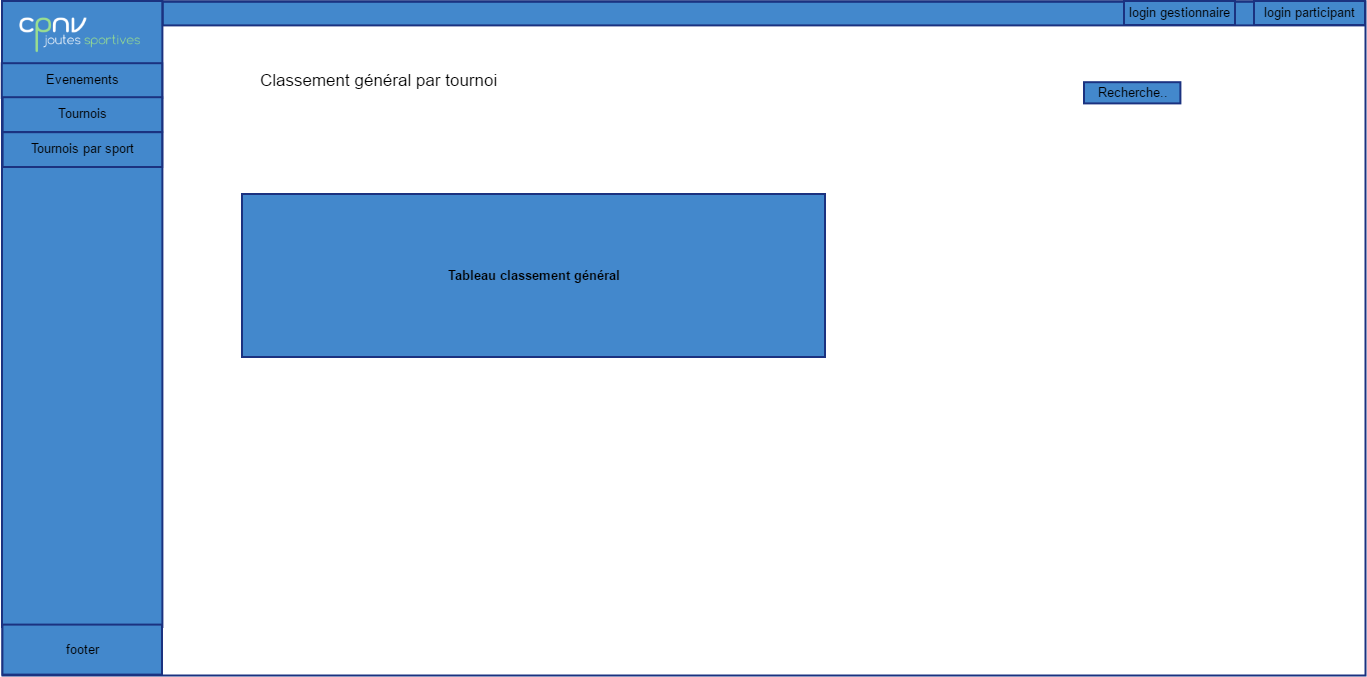 cpnv
joutes sportives
login gestionnaire
login participant
Evenements
Tournois
Tournois par sport
Classement général par tournoi
Recherche..
Tableau classement général
footer